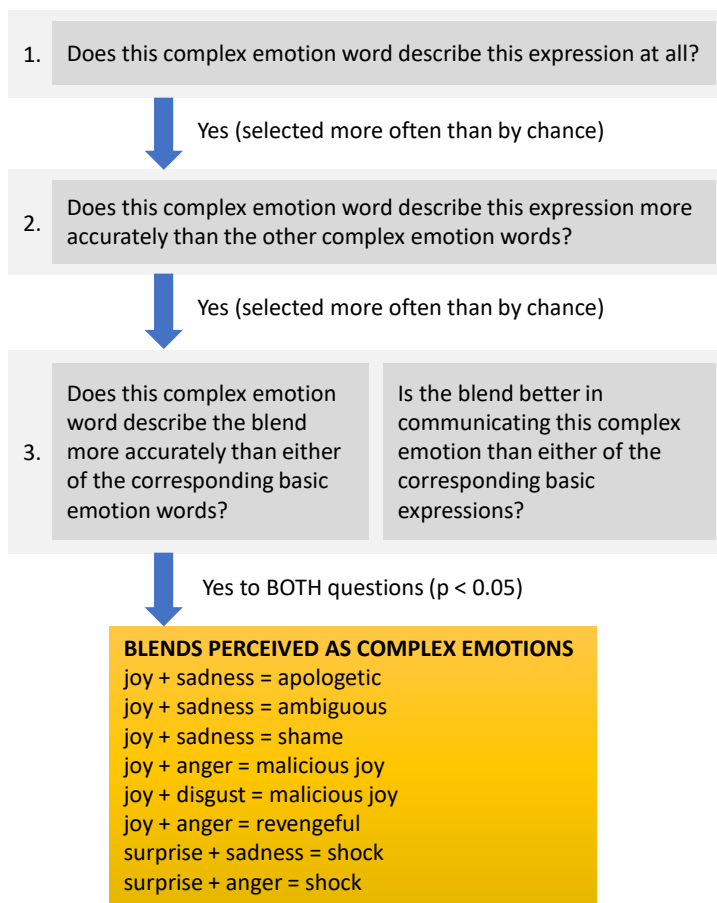 1.
Does this complex emotion word describe this expression at all?
Yes (selected more often than by chance)
2.
Does this complex emotion word describe this expression more
accurately than the other complex emotion words?
Yes (selected more often than by chance)
3.
Does this complex emotion
word describe the blend
more accurately than either
of the corresponding basic
emotion words?
Is the blend better in
communicating this complex
emotion than either of the
corresponding basic
expressions?
Yes to BOTH questions (p < 0.05)
BLENDS PERCEIVED AS COMPLEX EMOTIONS
joy + sadness = apologetic
joy + sadness = ambiguous
joy + sadness = shame
joy + anger = malicious joy
joy + disgust = malicious joy
joy + anger = revengeful
surprise + sadness = shock
surprise + anger = shock